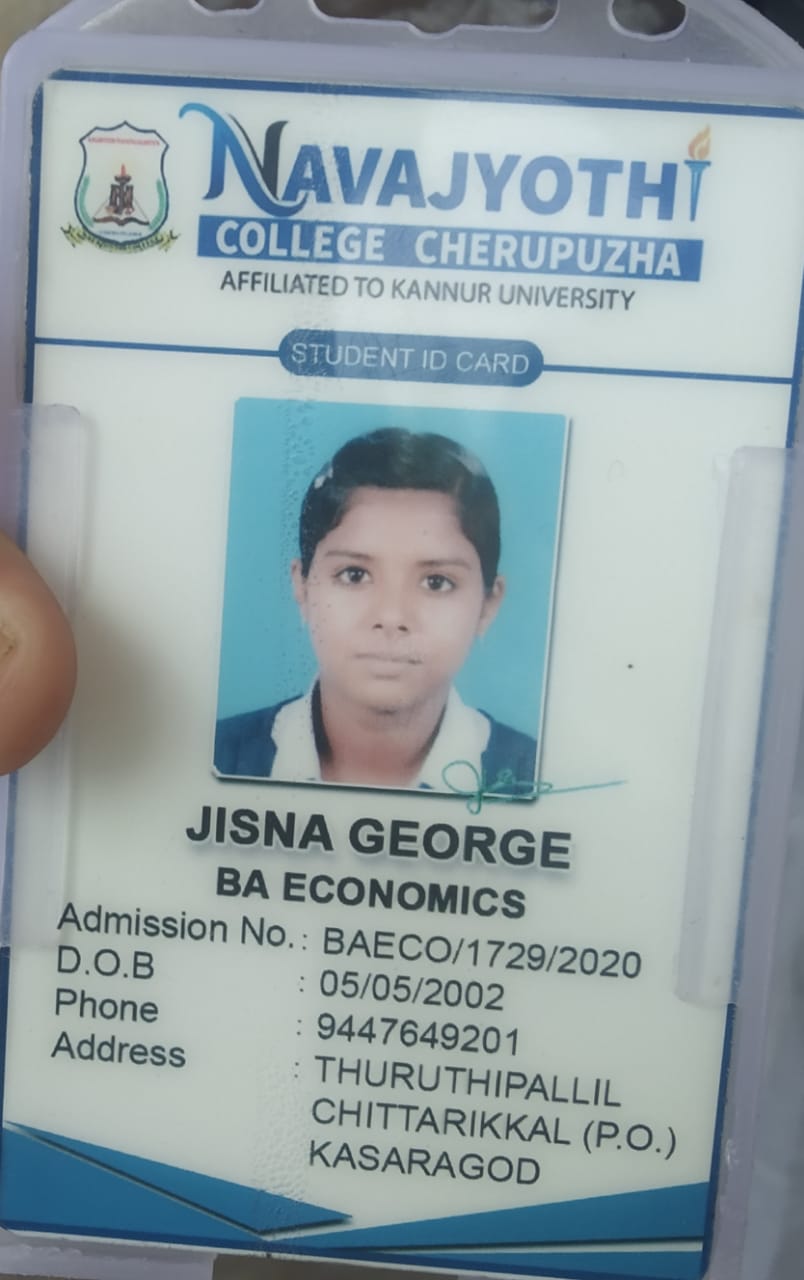 NAVAJYOTHI
COLLEGE CHERUPUZHA
AFFILIATED TO KANNUR UNIVERSITY
STUDENT ID CARD
JISNA GEORGE
BA ECONOMICS
Admission No. : BAECO/1729/2020
D.O.B : 05/05/2002
Phone : 9447649201
Address : THURUTHIPALLIL
CHITTARIKKAL (P.O.)
KASARAGOD